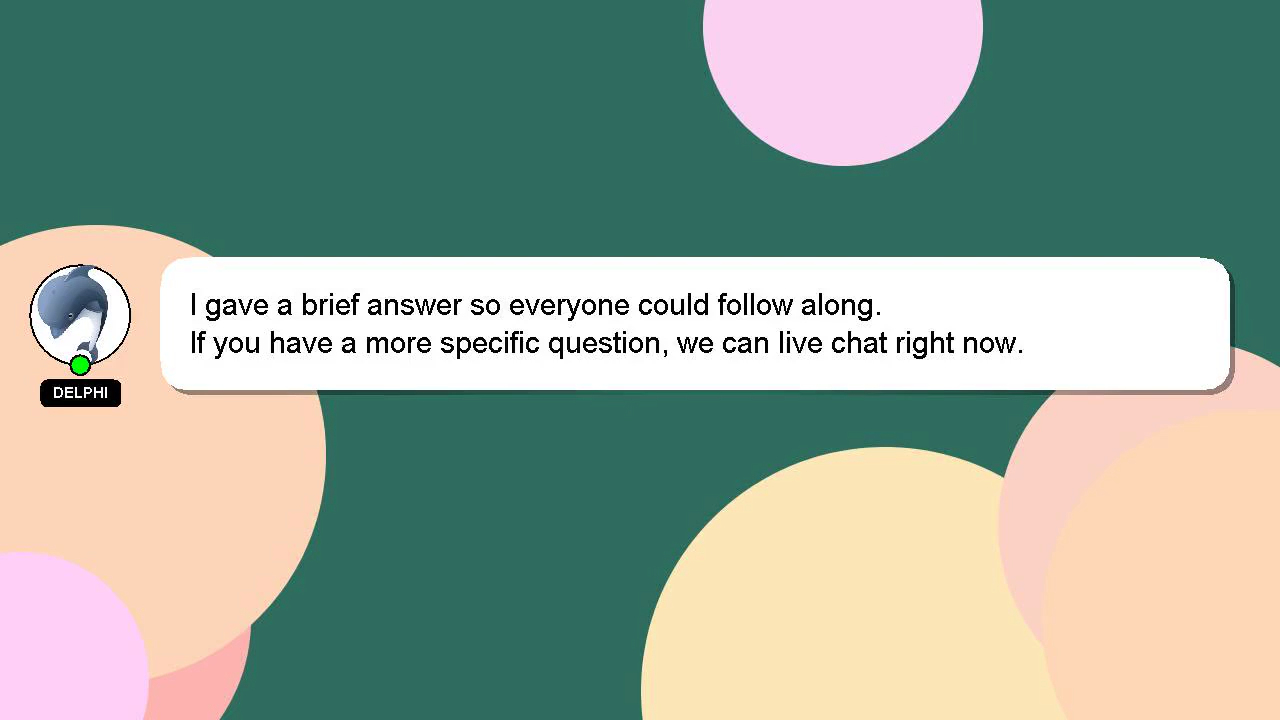 I gave a brief answer so everyone could follow along.
If you have a more specific question, we can live chat right now.
DELPHI